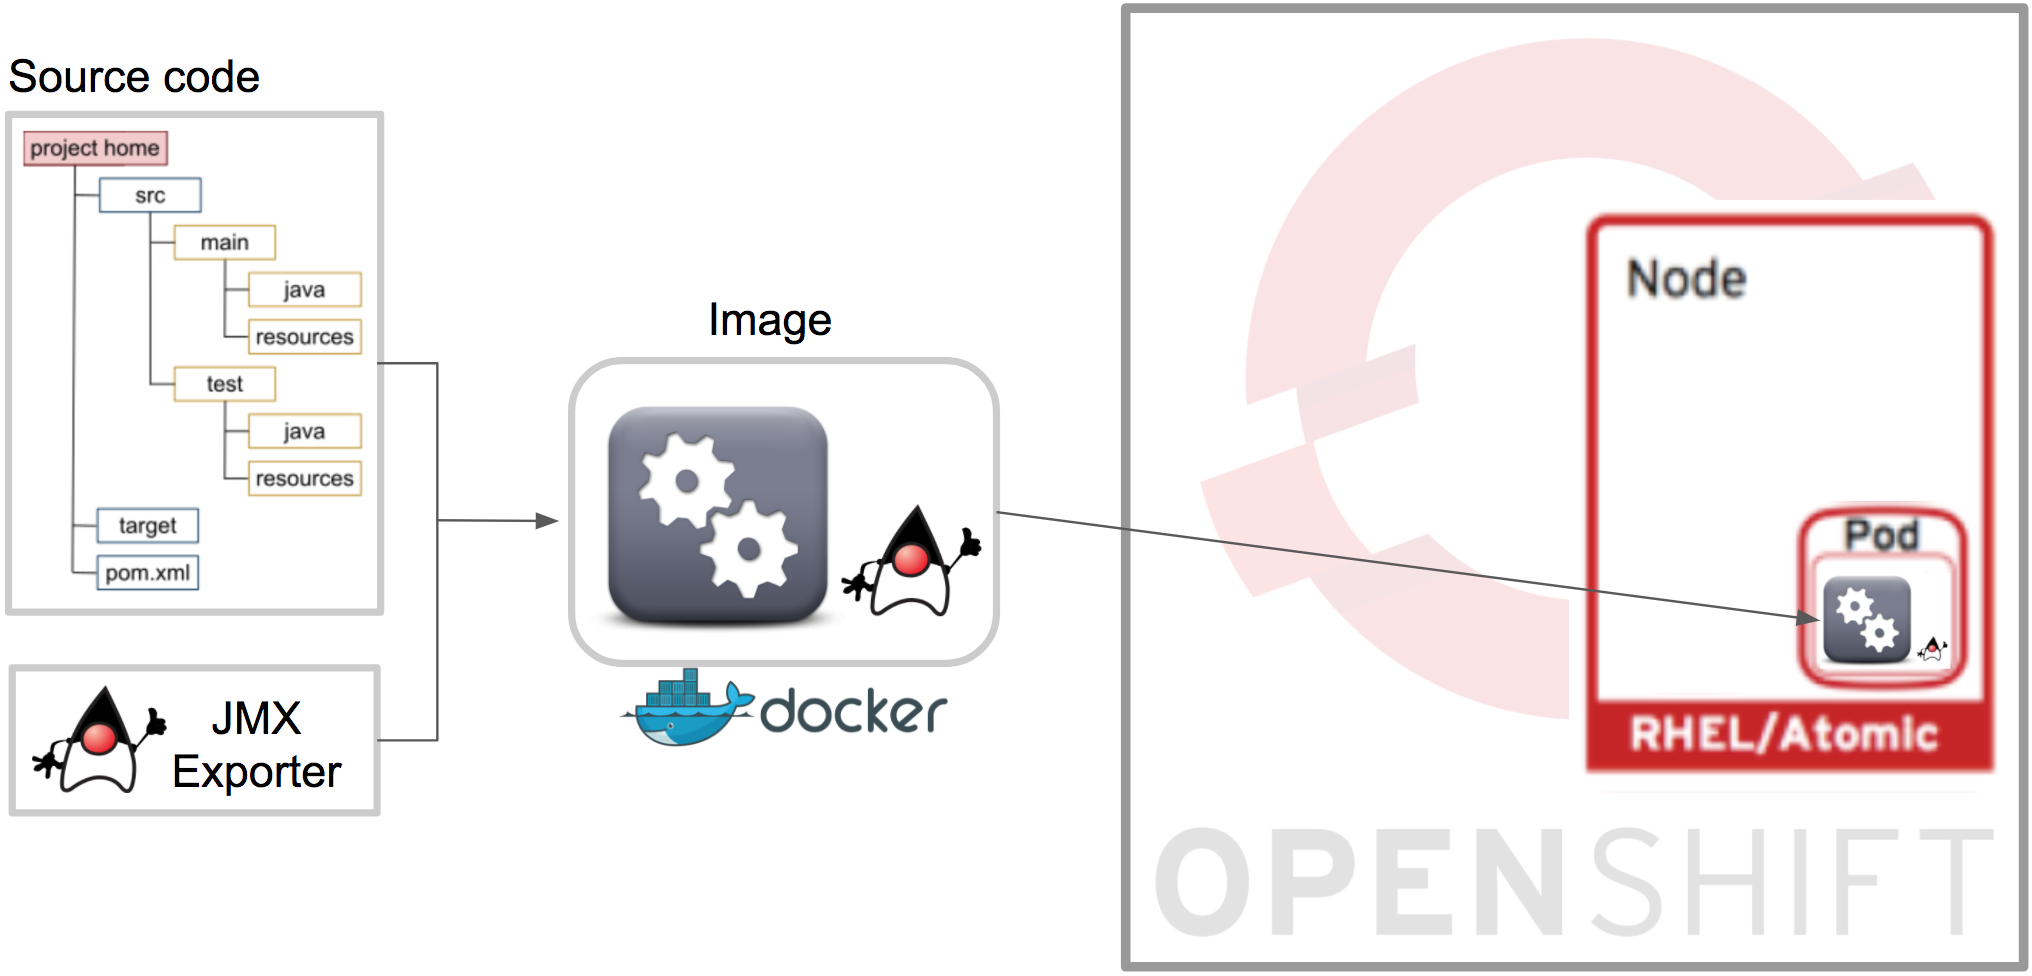 Source code
project home
src
main
java
resources
test
java
resources
target
pom.xml
JMX
Exporter
Image
docker
Node
Pod
RHEL/Atomic
OPENSHIFT